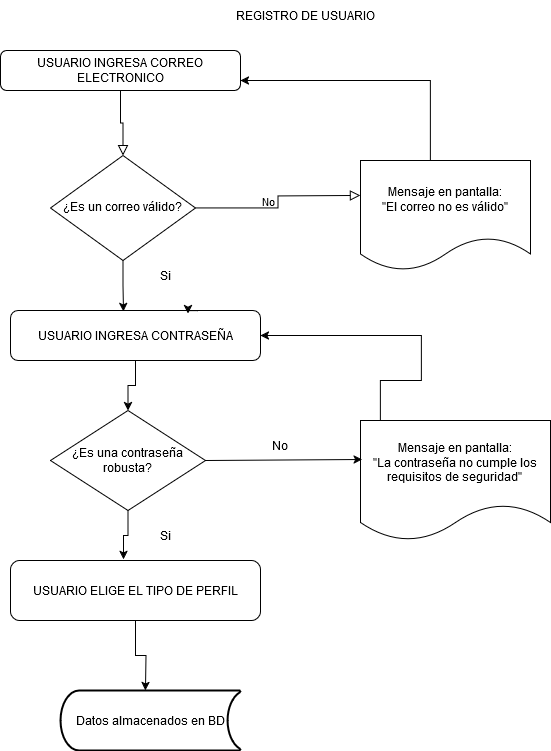 REGISTRO DE USUARIO
USUARIO INGRESA CORREO
ELECTRONICO
¿Es un correo válido?
No
Mensaje en pantalla:
"El correo no es válido"
Si
USUARIO INGRESA CONTRASEÑA
¿Es una contraseña
robusta?
No
Mensaje en pantalla:
"La contraseña no cumple los
requisitos de seguridad"
Si
USUARIO ELIGE EL TIPO DE PERFIL
Datos almacenados en BD